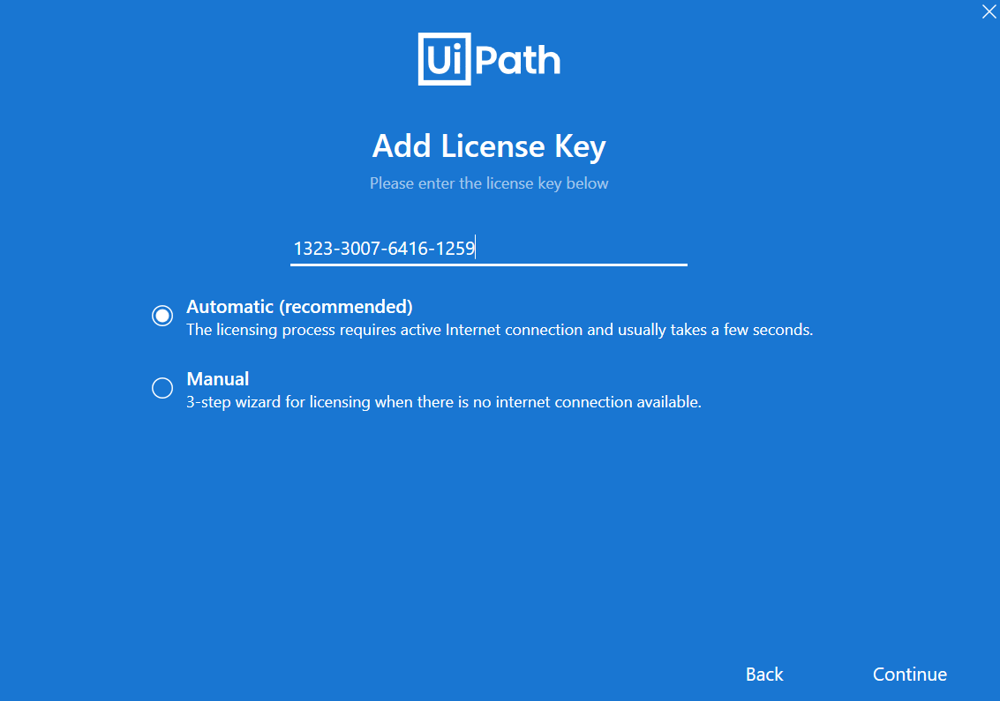 UiPath
Add License Key
Please enter the license key below
1323-3007-6416-1259
Automatic (recommended)
The licensing process requires active Internet connection and usually takes a few seconds.
Manual
3-step wizard for licensing when there is no internet connection available.
Back Continue